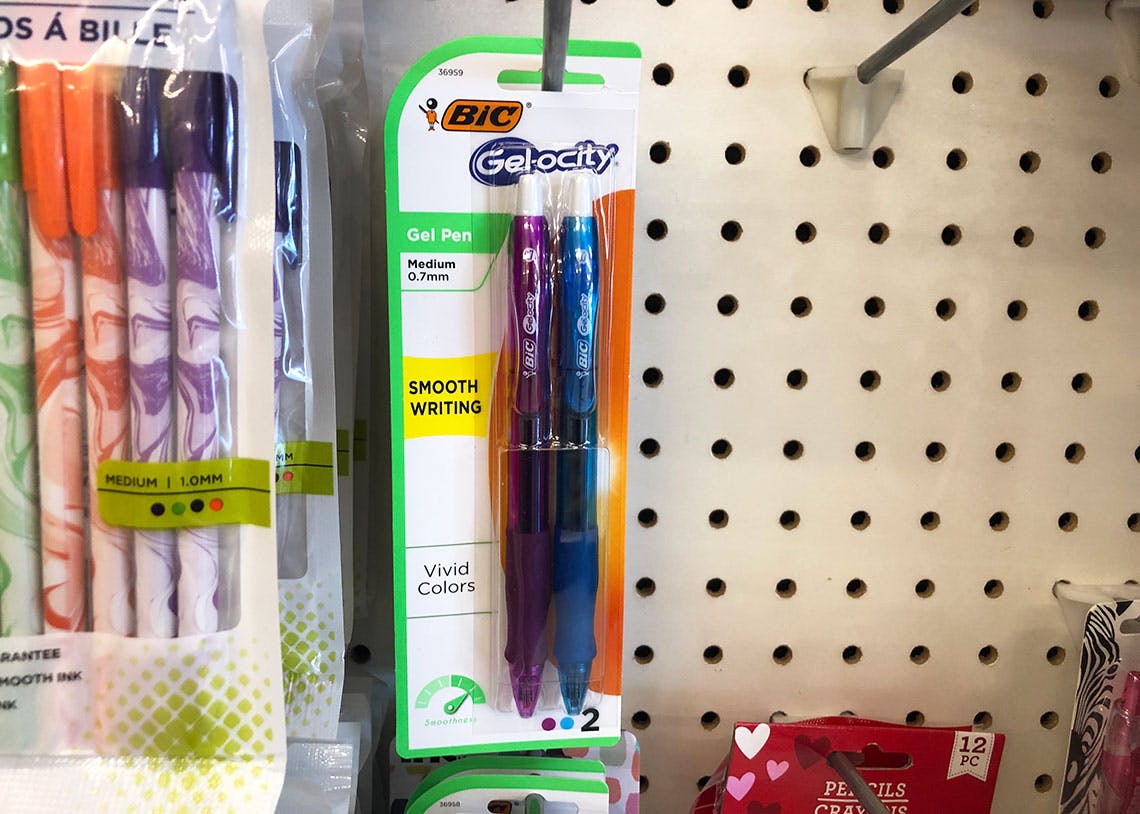 OS Á BILLE
MEDIUM | 1.0MM
RANTEE
MOOTH INK
NK
MM
36959
BiC®
Gel-ocity
Gel Pen
Medium
0.7mm
SMOOTH
WRITING
Vivid
Colors
Smoothness
2
BiC Gel-ocity
BiC Gel-ocity
36958
12
PC
PENCILS
CRAYONS